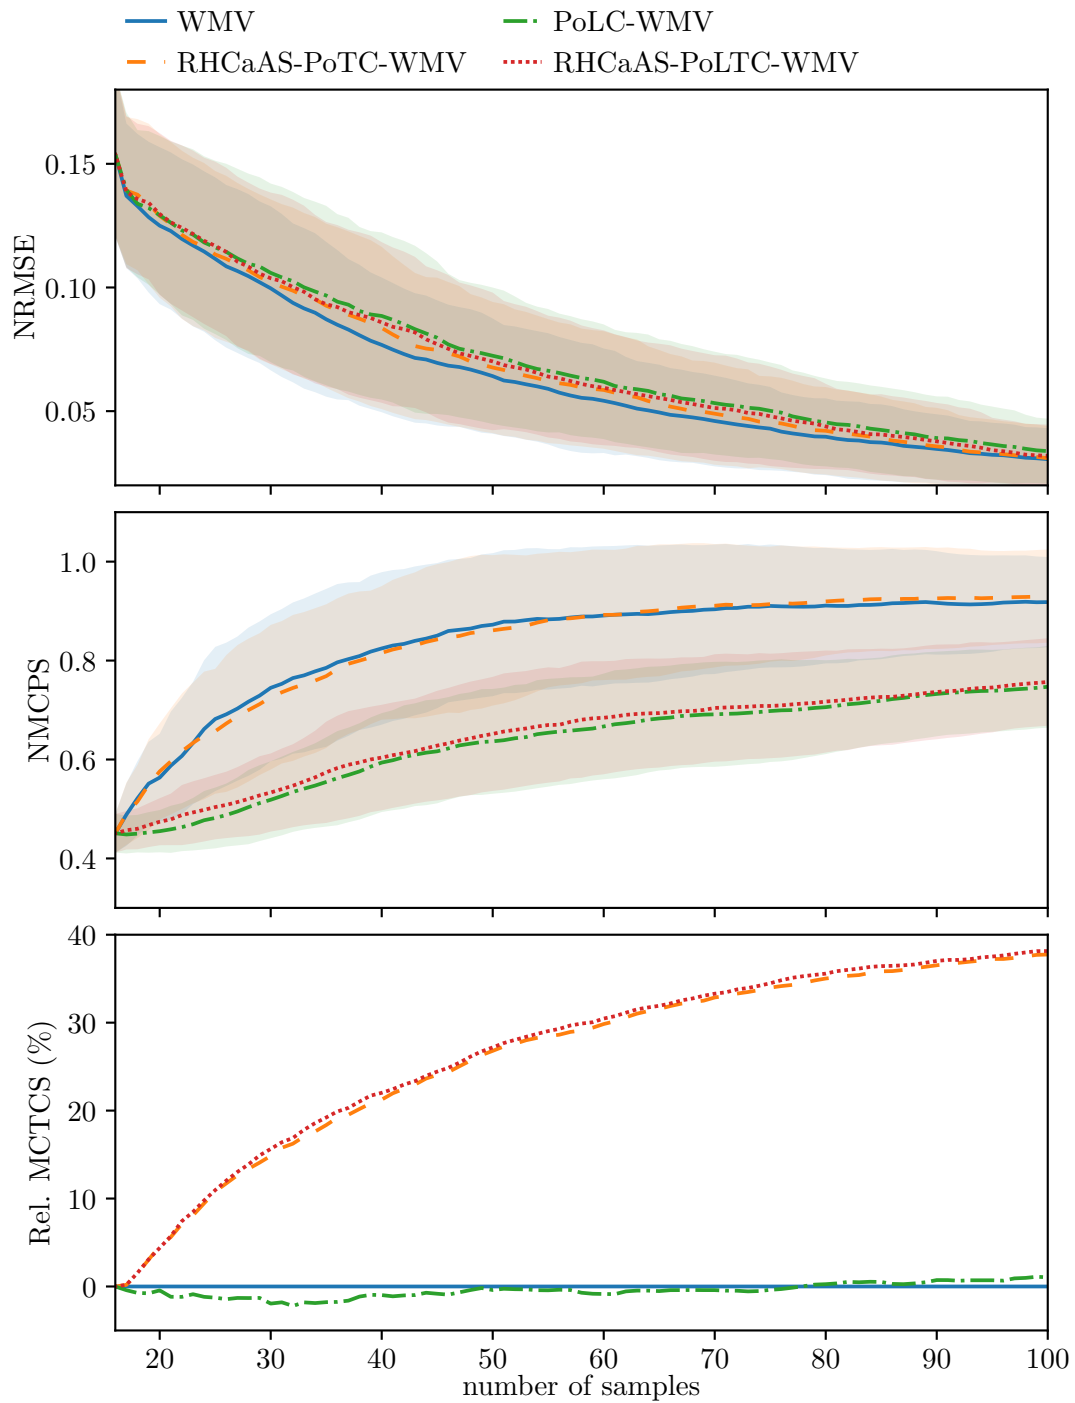 WMV
PoLC-WMV
RHCaAS-PoTC-WMV
RHCaAS-PoLTC-WMV
0.15
0.10
0.05
NRMSE
1.0
0.8
0.6
0.4
NMCPS
40
30
20
10
0
Rel. MCTCS (%)
20 30 40 50 60 70 80 90 100
number of samples